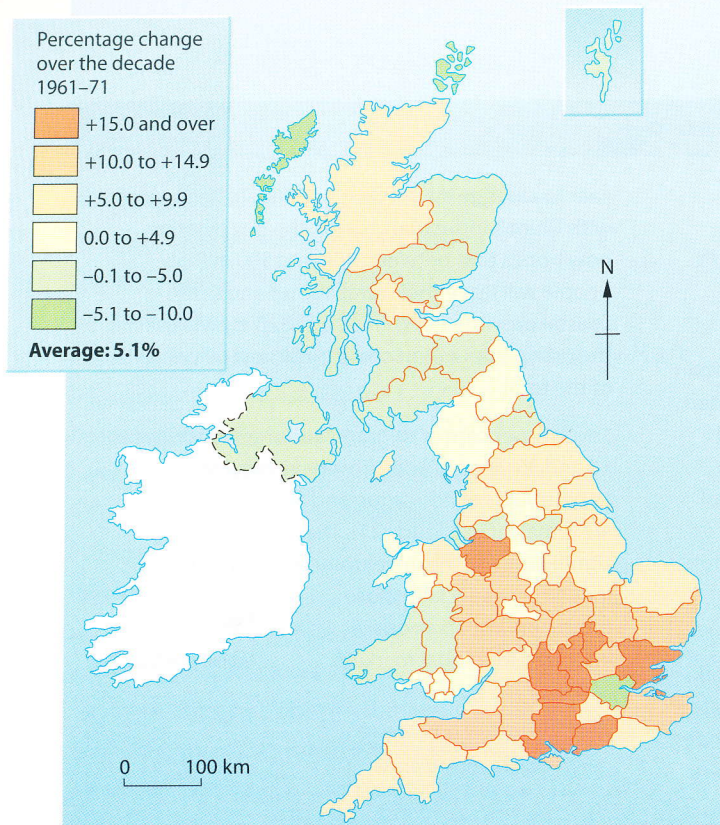 Percentage change
over the decade
1961–71
+15.0 and over
+10.0 to +14.9
+5.0 to +9.9
0.0 to +4.9
–0.1 to –5.0
–5.1 to –10.0
Average: 5.1%
N
0 100 km